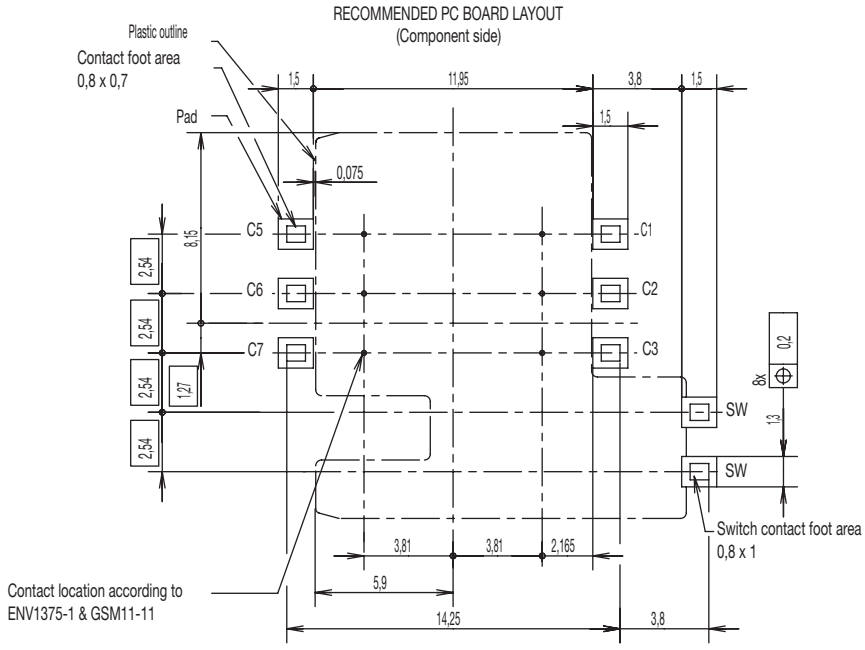 RECOMMENDED PC BOARD LAYOUT
(Component side)
Plastic outline
Contact foot area
0,8 x 0,7
1,5
11,95
3,8
1,5
Pad
1,5
0,075
8,15
C5
C1
2,54
C6
C2
2,54
C7
C3
0,2
8x
2,54
1,27
SW
1,3
2,54
SW
Switch contact foot area
0,8 x 1
3,81
3,81
2,165
5,9
Contact location according to
ENV1375-1 & GSM11-11
14,25
3,8